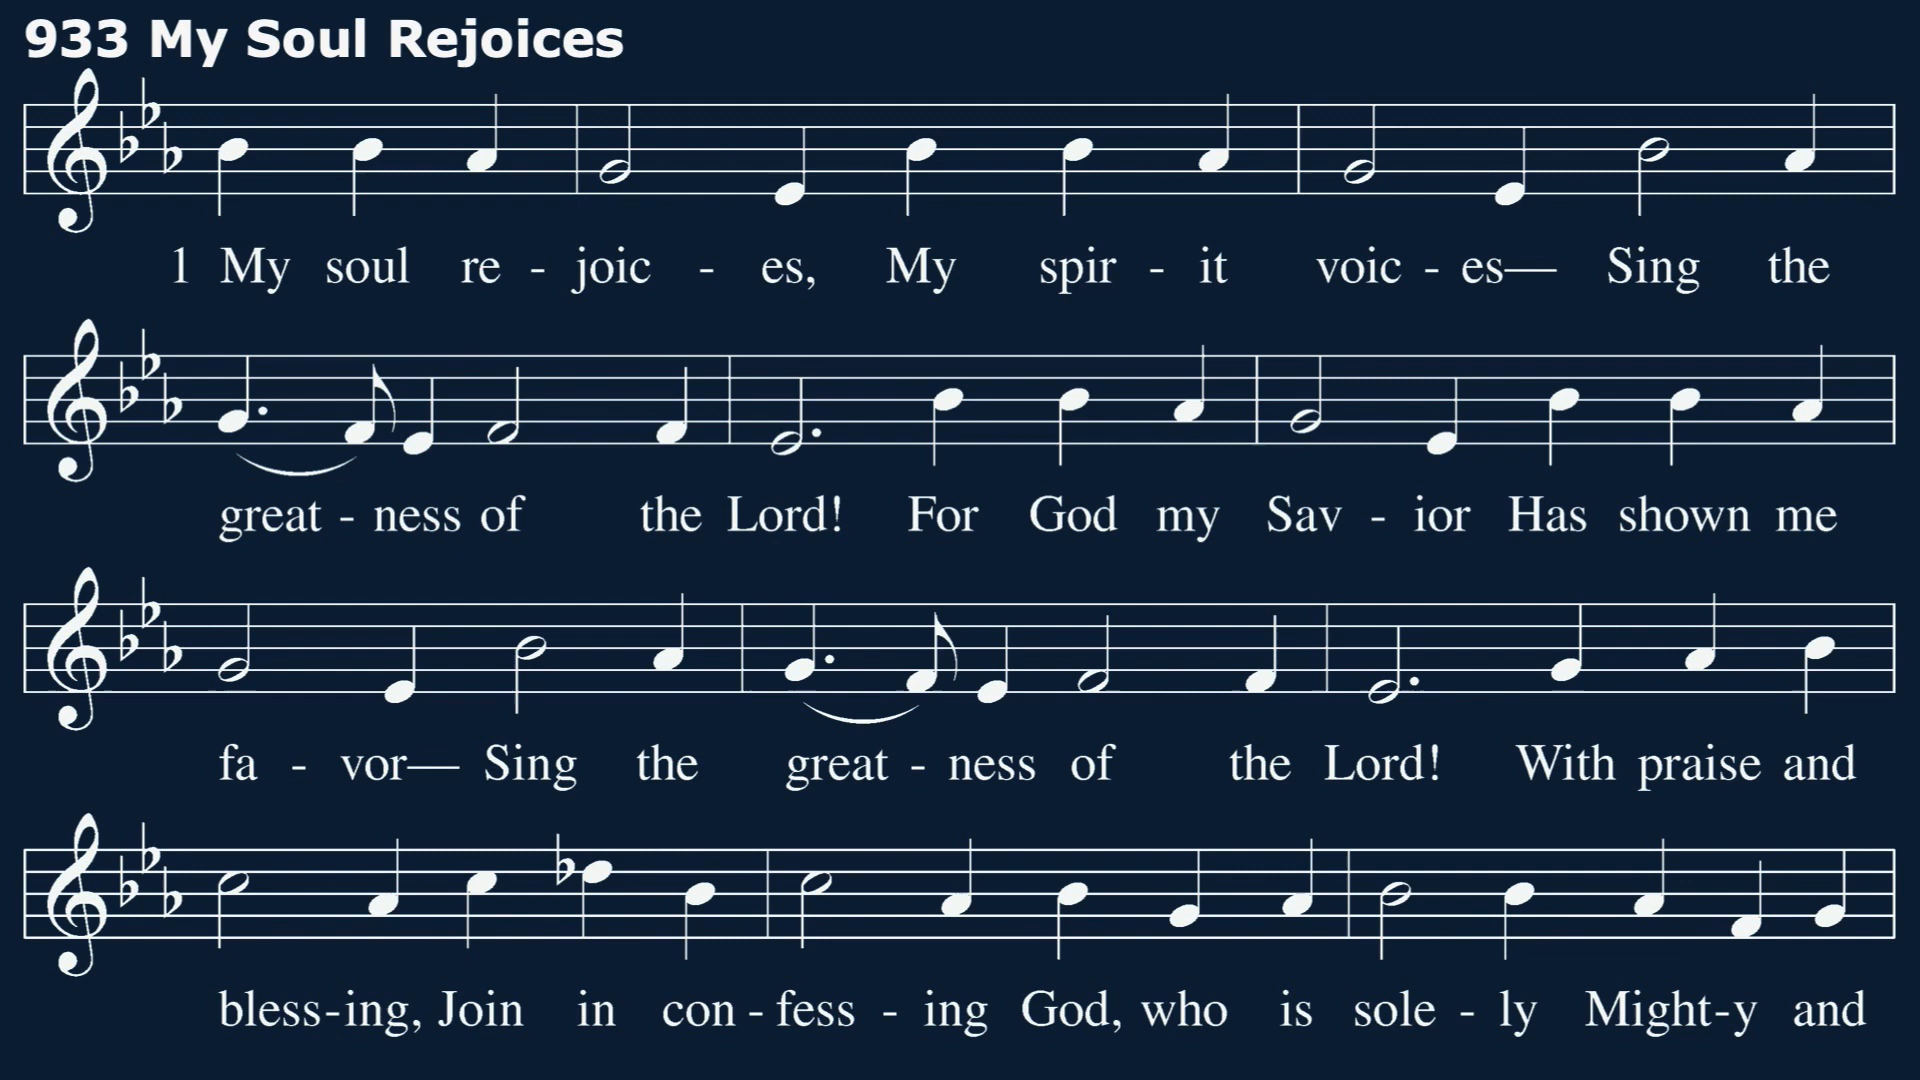 933 My Soul Rejoices
1 My soul re - joic - es, My spir - it voic - es— Sing the
great - ness of the Lord! For God my Sav - ior Has shown me
fa - vor— Sing the great - ness of the Lord! With praise and
bless-ing, Join in con - fess - ing God, who is sole - ly Might-y and